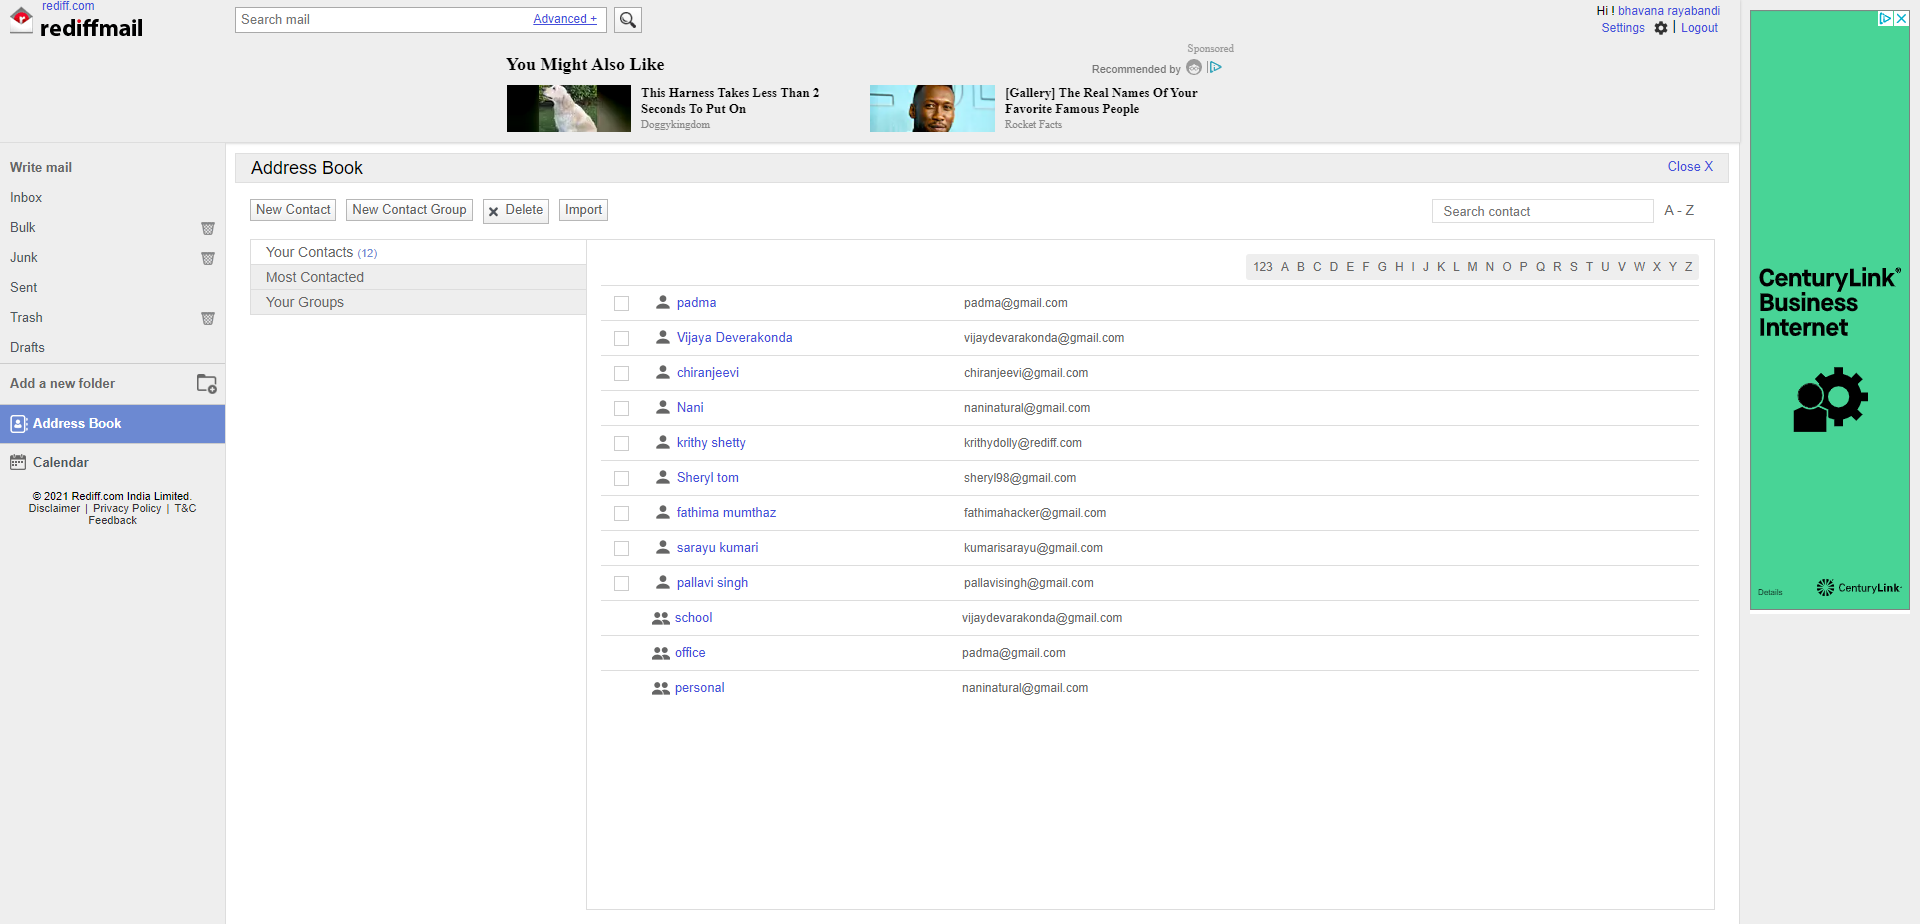 rediff.com
rediffmail
Search mail
Advanced +
Hi ! bhavana rayabandi
Settings | Logout
Sponsored
You Might Also Like
Recommended by
This Harness Takes Less Than 2
Seconds To Put On
Doggykingdom
[Gallery] The Real Names Of Your
Favorite Famous People
Rocket Facts
Write mail
Inbox
Bulk
Junk
Sent
Trash
Drafts
Add a new folder
Address Book
Calendar
© 2021 Rediff.com India Limited.
Disclaimer | Privacy Policy | T&C
Feedback
Address Book
Close X
New Contact
New Contact Group
Delete
Import
Search contact
A - Z
Your Contacts (12)
Most Contacted
Your Groups
123 A B C D E F G H I J K L M N O P Q R S T U V W X Y Z
padma padma@gmail.com
Vijaya Deverakonda vijaydevarakonda@gmail.com
chiranjeevi chiranjeevi@gmail.com
Nani naninatural@gmail.com
krithy shetty krithydolly@rediff.com
Sheryl tom sheryl98@gmail.com
fathima mumthaz fathimahacker@gmail.com
sarayu kumari kumarisarayu@gmail.com
pallavi singh pallavisingh@gmail.com
school vijaydevarakonda@gmail.com
office padma@gmail.com
personal naninatural@gmail.com
CenturyLink®
Business
Internet
Details
CenturyLink